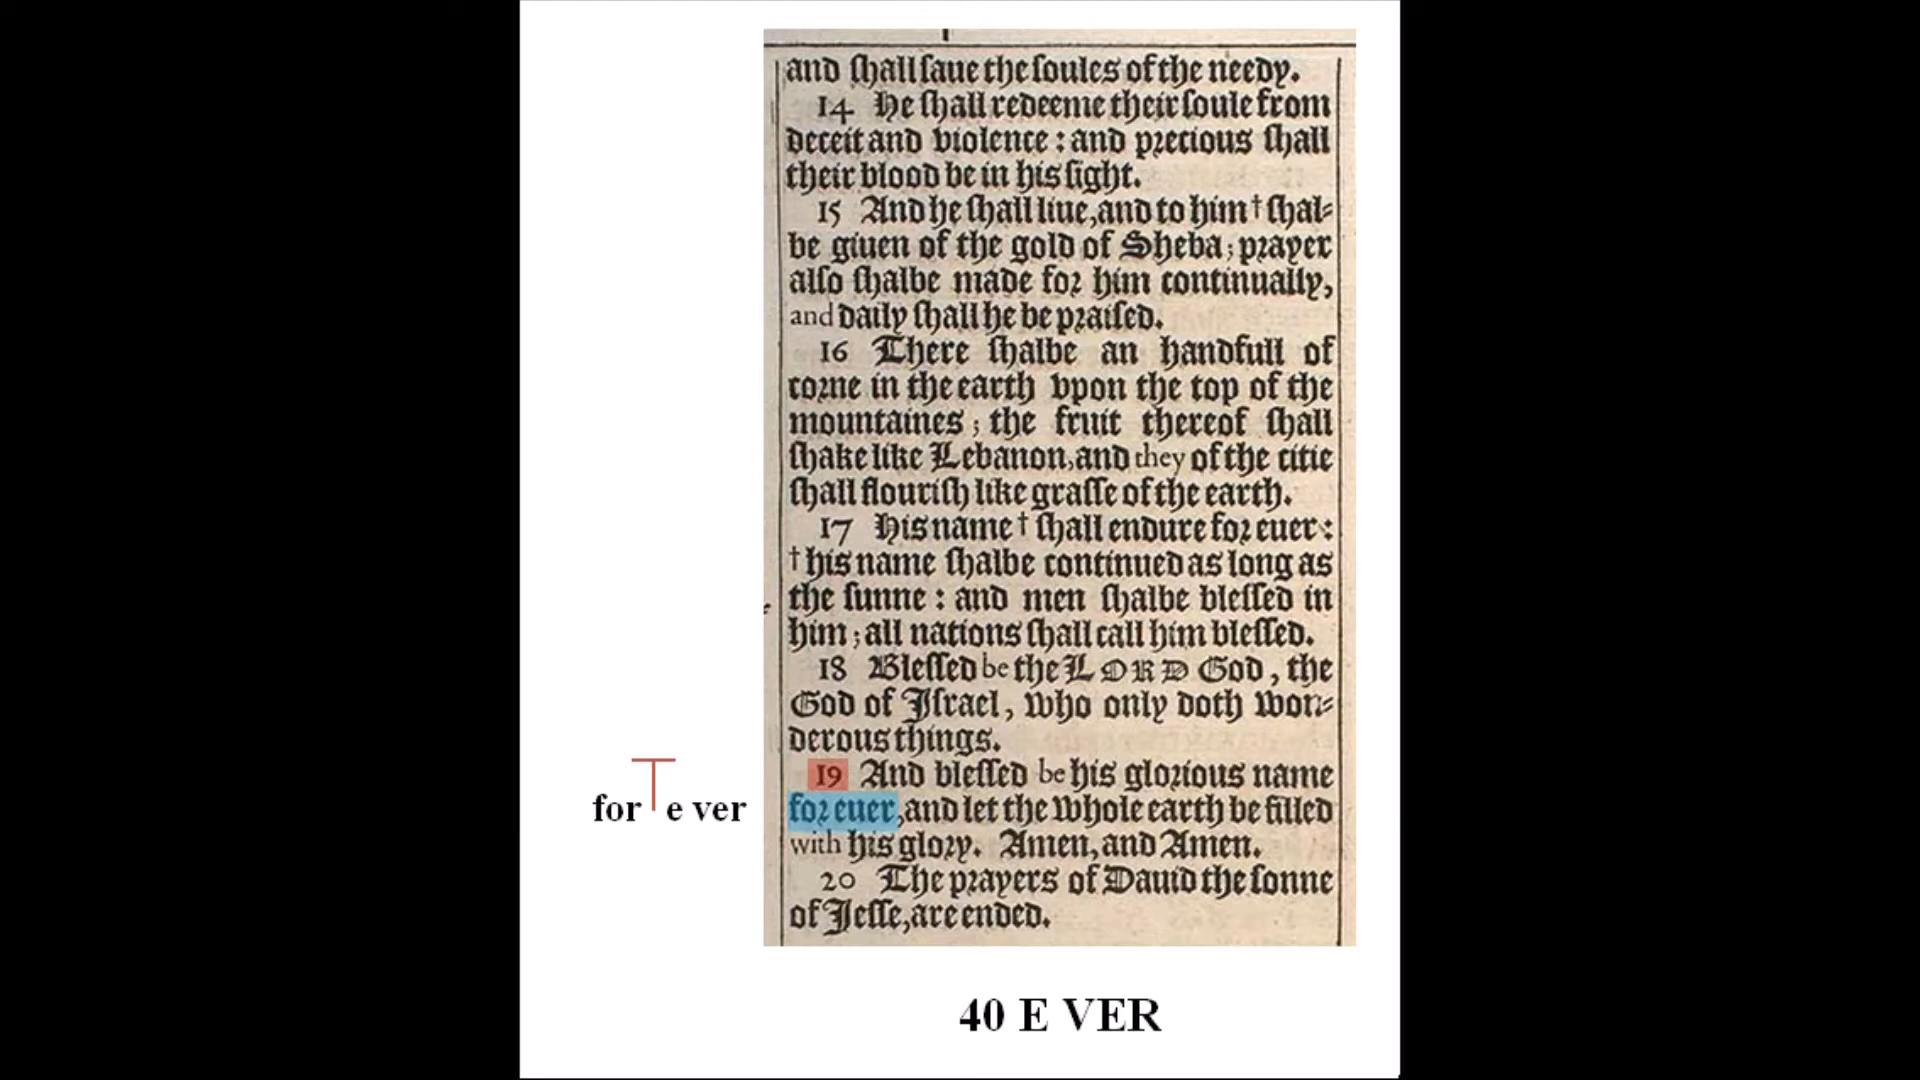 and ſhall ſaue the ſoules of the needy.
14 He ſhall redeeme their ſoule from
deceit and violence : and precious ſhall
their blood be in his ſight.
15 And he ſhall liue, and to him † ſhal-
be giuen of the gold of Sheba; prayer
alſo ſhalbe made for him continually,
and daily ſhall he be praiſed.
16 There ſhalbe an handfull of
corne in the earth vpon the top of the
mountaines ; the fruit thereof ſhall
ſhake like Lebanon, and they of the citie
ſhall flouriſh like graſſe of the earth.
17 His name † ſhall endure for euer :
† his name ſhalbe continued as long as
the ſunne : and men ſhalbe bleſſed in
him ; all nations ſhall call him bleſſed.
18 Bleſſed be the LORD God, the
God of Iſrael, who only doth won-
derous things.
19 And bleſſed be his glorious name
for euer, and let the whole earth be filled
with his glory. Amen, and Amen.
20 The prayers of Dauid the ſonne
of Ieſſe, are ended.
for T e ver
40 E VER